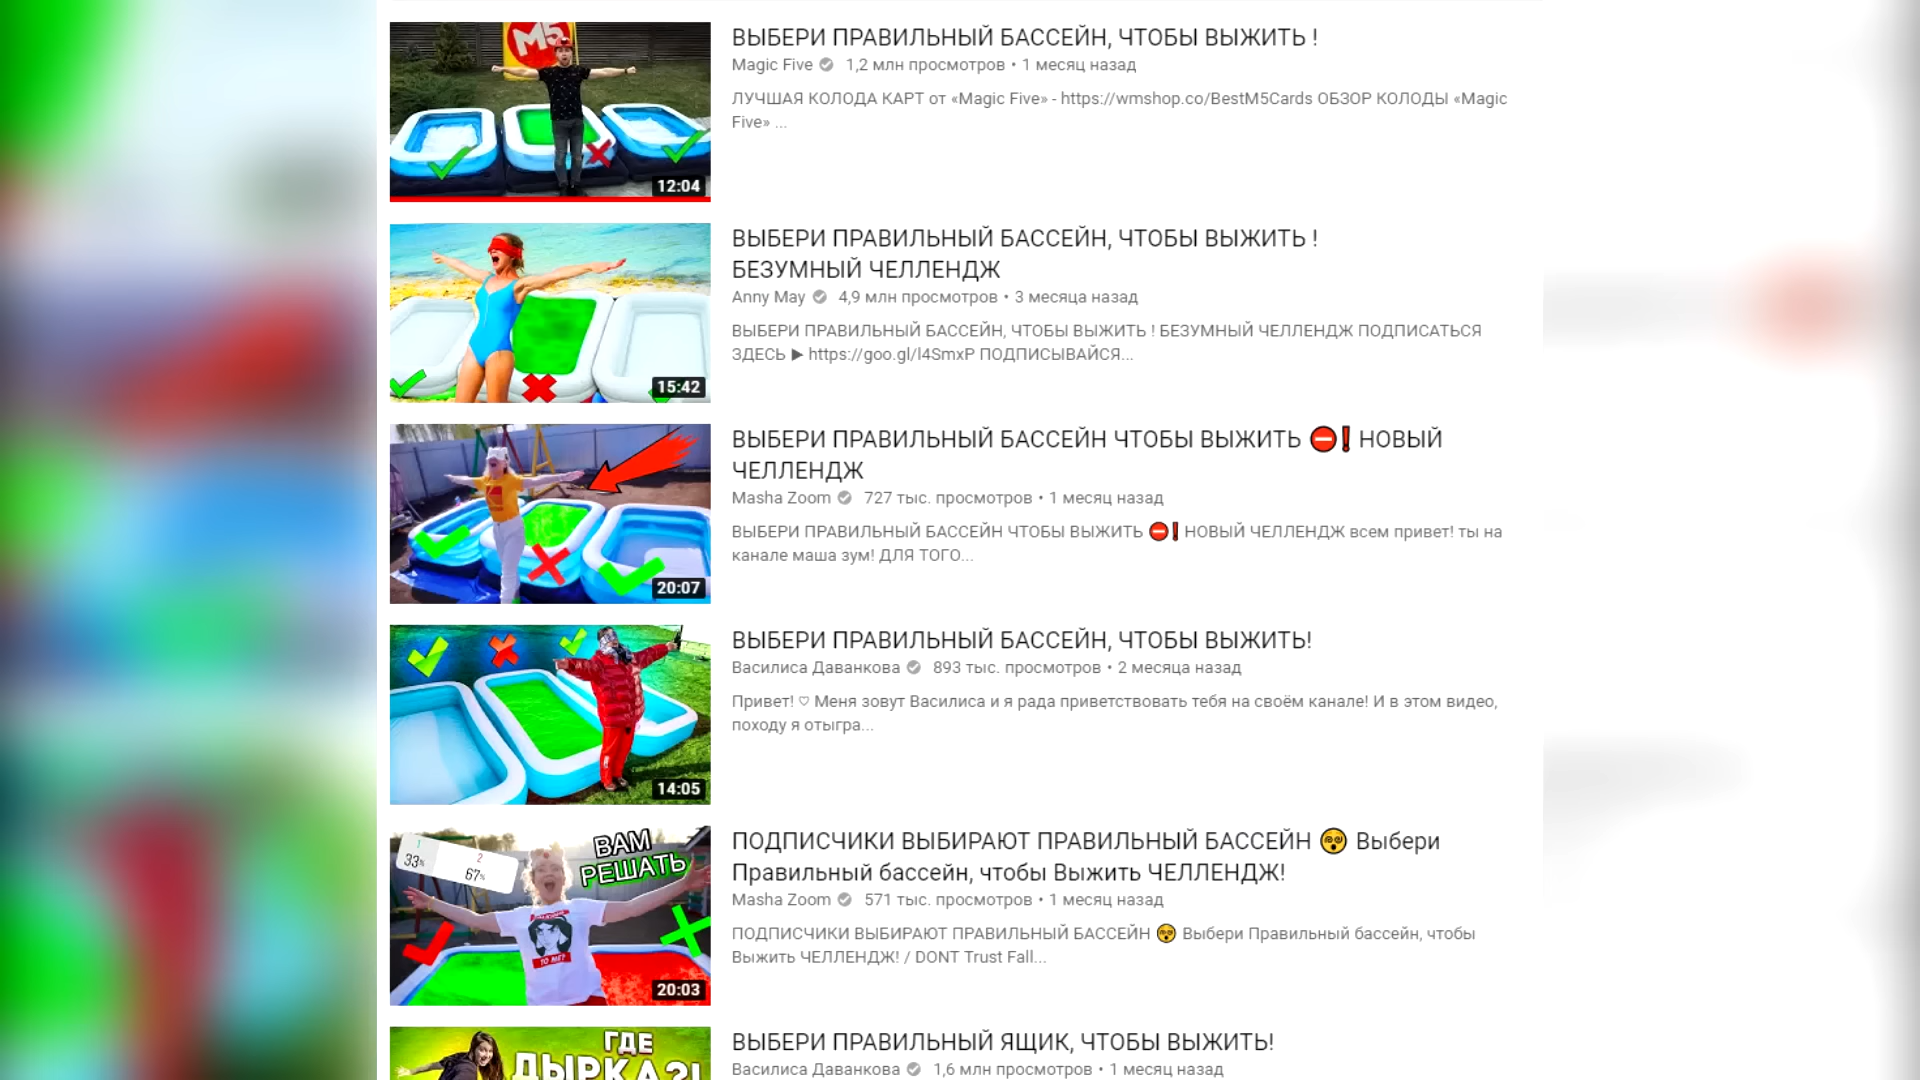 M5
12:04
ВЫБЕРИ ПРАВИЛЬНЫЙ БАССЕЙН, ЧТОБЫ ВЫЖИТЬ !
Magic Five 1,2 млн просмотров • 1 месяц назад
ЛУЧШАЯ КОЛОДА КАРТ от «Magic Five» - https://wmshop.co/BestM5Cards ОБЗОР КОЛОДЫ «Magic
Five» ...
15:42
ВЫБЕРИ ПРАВИЛЬНЫЙ БАССЕЙН, ЧТОБЫ ВЫЖИТЬ !
БЕЗУМНЫЙ ЧЕЛЛЕНДЖ
Anny May 4,9 млн просмотров • 3 месяца назад
ВЫБЕРИ ПРАВИЛЬНЫЙ БАССЕЙН, ЧТОБЫ ВЫЖИТЬ ! БЕЗУМНЫЙ ЧЕЛЛЕНДЖ ПОДПИСАТЬСЯ
ЗДЕСЬ ▶ https://goo.gl/l4SmxP ПОДПИСЫВАЙСЯ...
20:07
ВЫБЕРИ ПРАВИЛЬНЫЙ БАССЕЙН ЧТОБЫ ВЫЖИТЬ ⛔❗ НОВЫЙ
ЧЕЛЛЕНДЖ
Masha Zoom 727 тыс. просмотров • 1 месяц назад
ВЫБЕРИ ПРАВИЛЬНЫЙ БАССЕЙН ЧТОБЫ ВЫЖИТЬ ⛔❗ НОВЫЙ ЧЕЛЛЕНДЖ всем привет! ты на
канале маша зум! ДЛЯ ТОГО...
14:05
ВЫБЕРИ ПРАВИЛЬНЫЙ БАССЕЙН, ЧТОБЫ ВЫЖИТЬ!
Василиса Даванкова 893 тыс. просмотров • 2 месяца назад
Привет! ♡ Меня зовут Василиса и я рада приветствовать тебя на своём канале! И в этом видео,
походу я отыгра...
1 2
33% 67%
ВАМ
РЕШАТЬ
ТО МЕ?
20:03
ПОДПИСЧИКИ ВЫБИРАЮТ ПРАВИЛЬНЫЙ БАССЕЙН 😵 Выбери
Правильный бассейн, чтобы Выжить ЧЕЛЛЕНДЖ!
Masha Zoom 571 тыс. просмотров • 1 месяц назад
ПОДПИСЧИКИ ВЫБИРАЮТ ПРАВИЛЬНЫЙ БАССЕЙН 😵 Выбери Правильный бассейн, чтобы
Выжить ЧЕЛЛЕНДЖ! / DONT Trust Fall...
ГДЕ
ДЫРКА?!
ВЫБЕРИ ПРАВИЛЬНЫЙ ЯЩИК, ЧТОБЫ ВЫЖИТЬ!
Василиса Даванкова 1,6 млн просмотров • 1 месяц назад